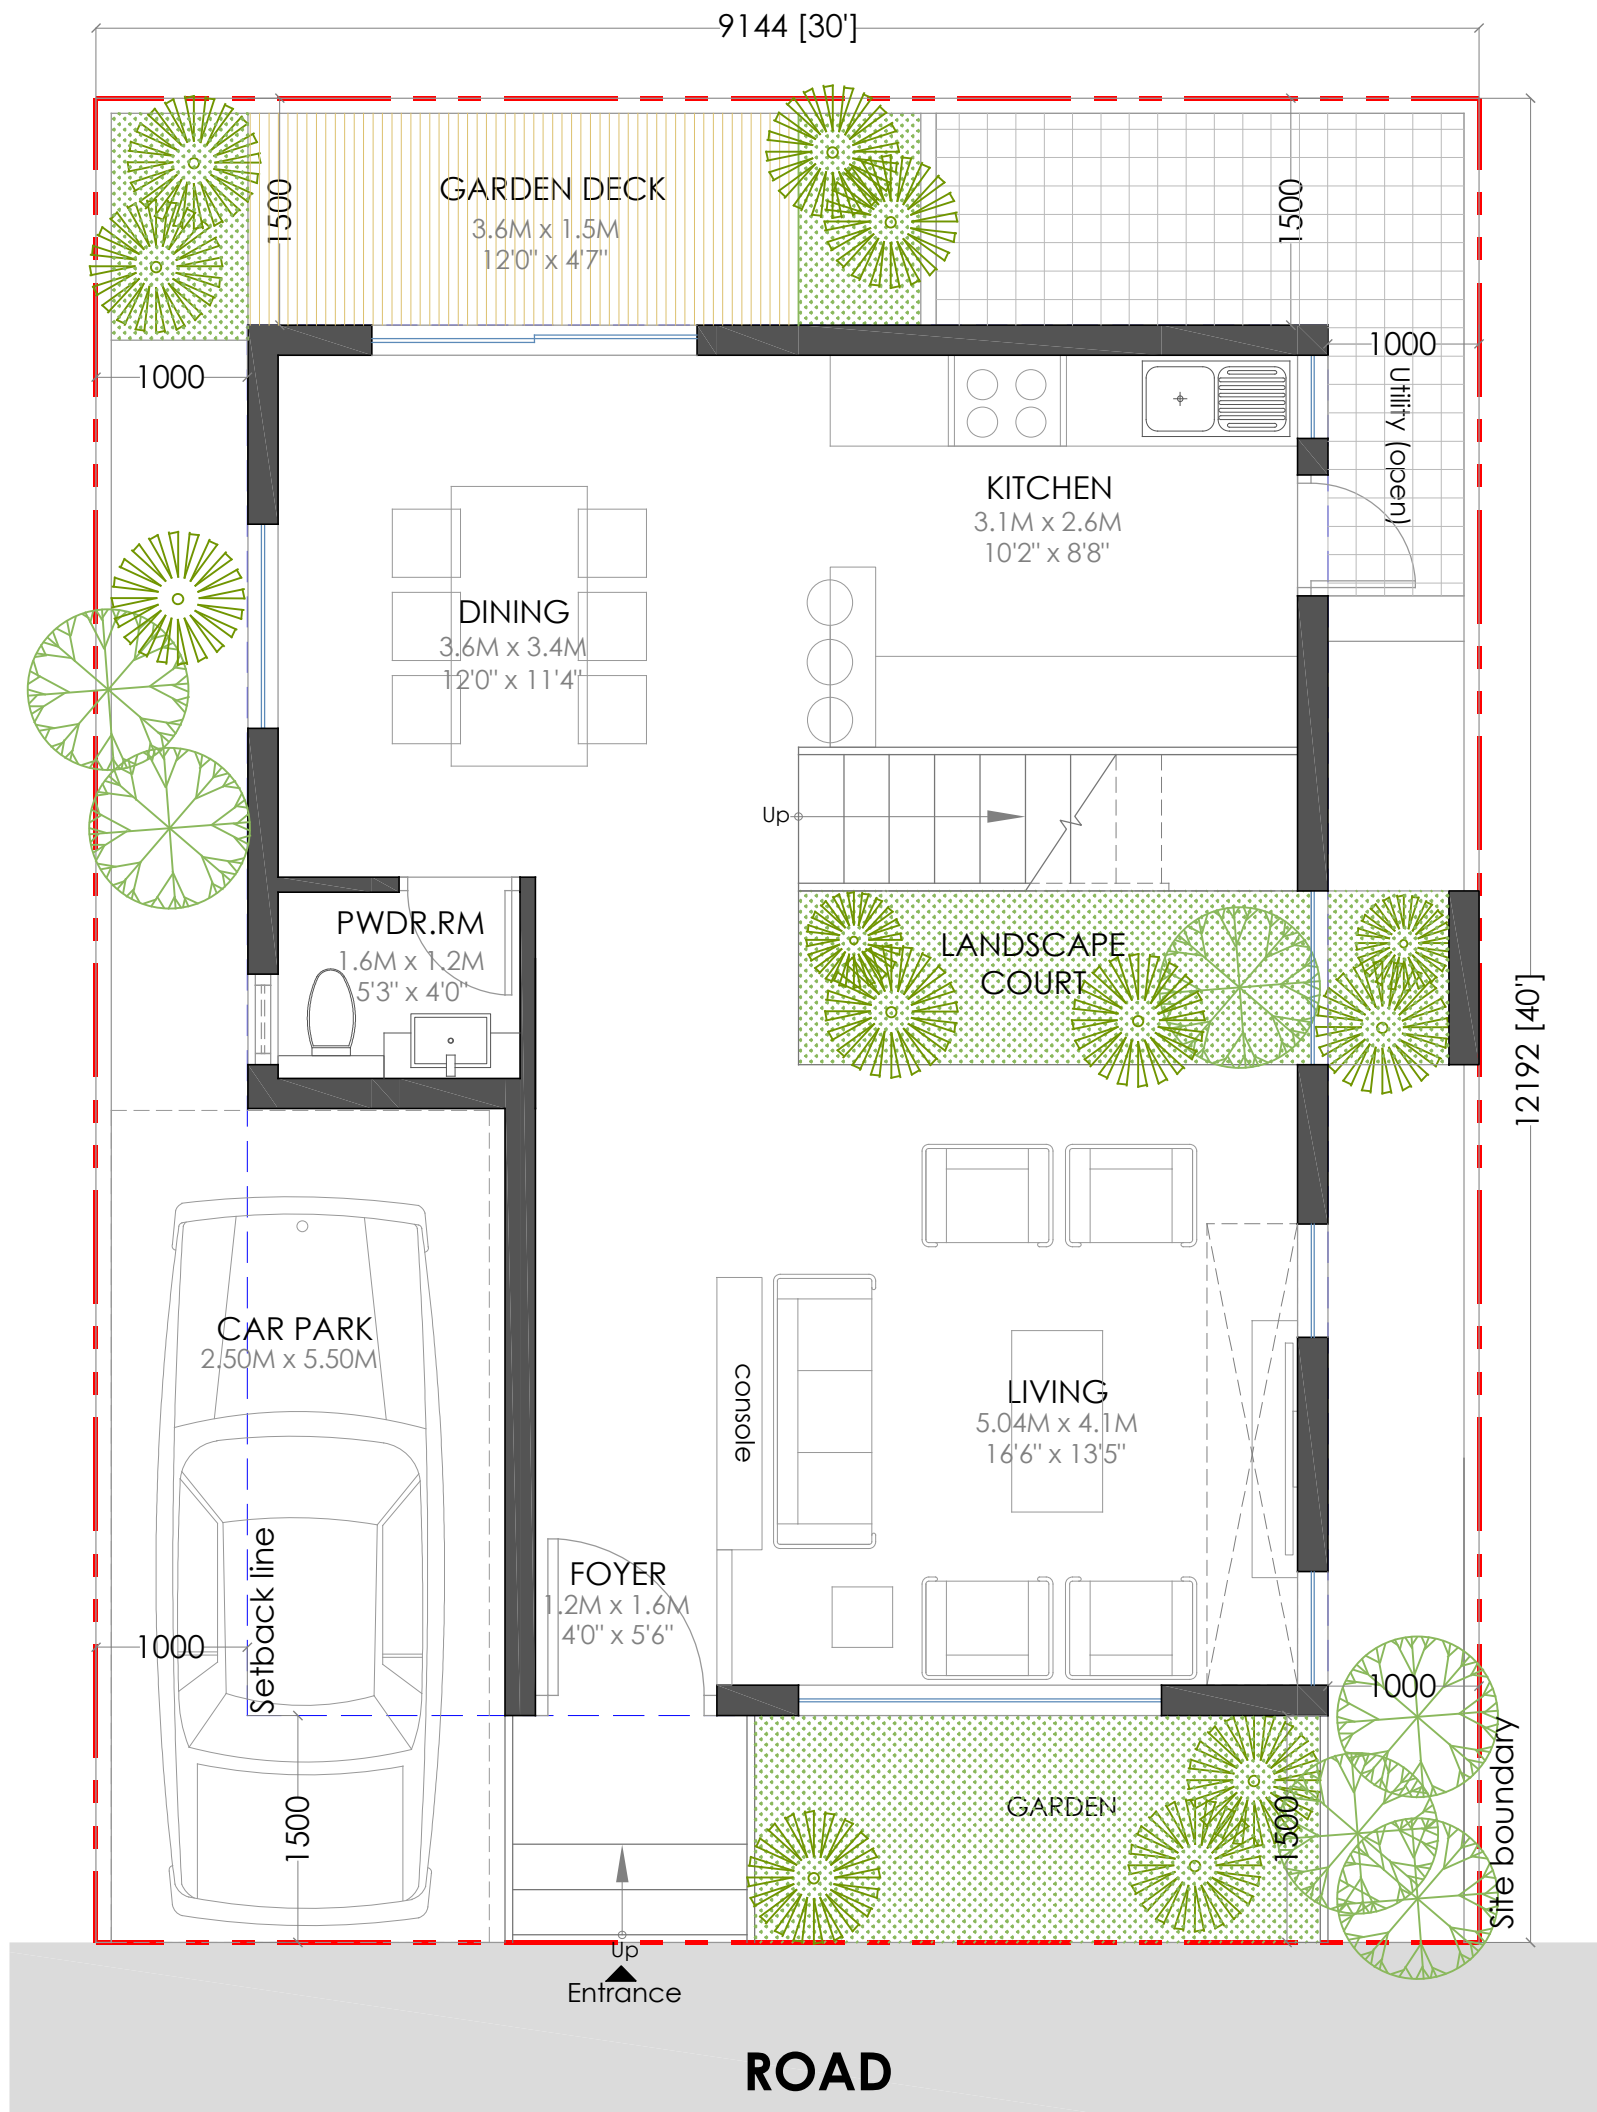 9144 [30']
GARDEN DECK
3.6M x 1.5M
12'0" x 4'7"
1500
1500
1000
1000
Utility (open)
KITCHEN
3.1M x 2.6M
10'2" x 8'8"
DINING
3.6M x 3.4M
12'0" x 11'4"
Up
PWDR.RM
1.6M x 1.2M
5'3" x 4'0"
LANDSCAPE
COURT
12192 [40']
CAR PARK
2.50M x 5.50M
console
LIVING
5.04M x 4.1M
16'6" x 13'5"
FOYER
1.2M x 1.6M
4'0" x 5'6"
Setback line
1000
1000
1500
GARDEN
1500
Site boundary
Up
Entrance
ROAD